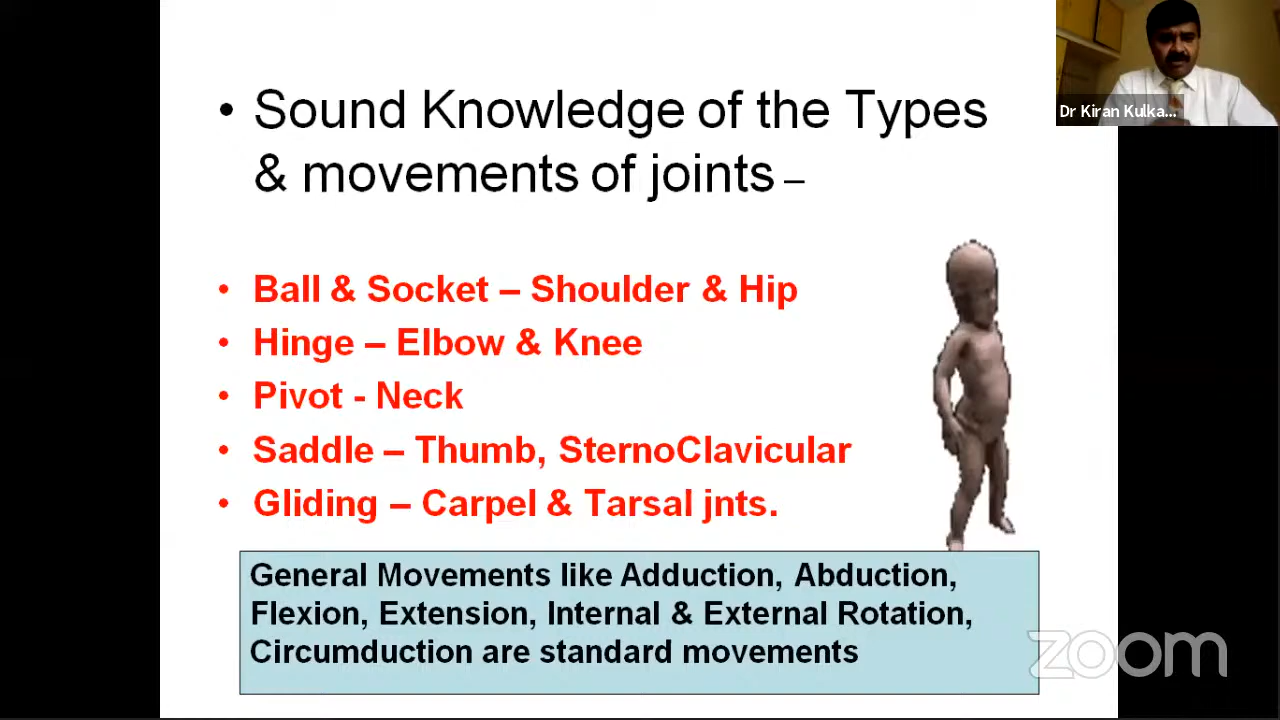 • Sound Knowledge of the Types
& movements of joints –
• Ball & Socket – Shoulder & Hip
• Hinge – Elbow & Knee
• Pivot - Neck
• Saddle – Thumb, SternoClavicular
• Gliding – Carpel & Tarsal jnts.
General Movements like Adduction, Abduction,
Flexion, Extension, Internal & External Rotation,
Circumduction are standard movements
Dr Kiran Kulka...
zoom